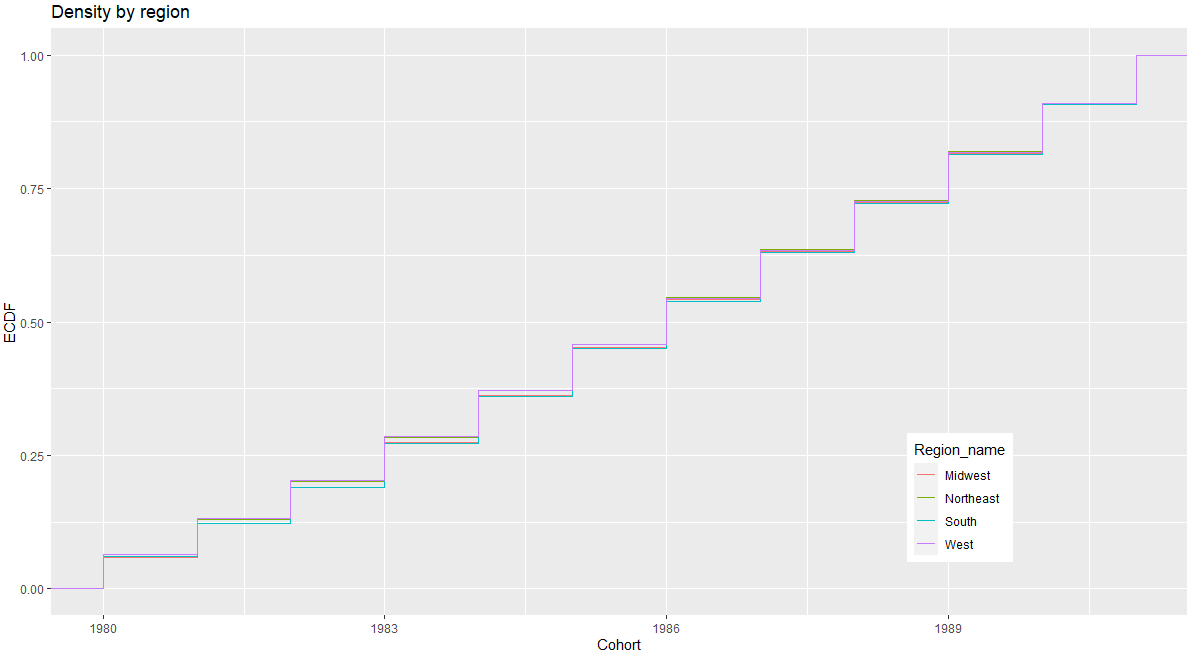 Density by region
1.00
0.75
0.50
0.25
0.00
ECDF
1980
1983
1986
1989
Cohort
Region_name
Midwest
Northeast
South
West